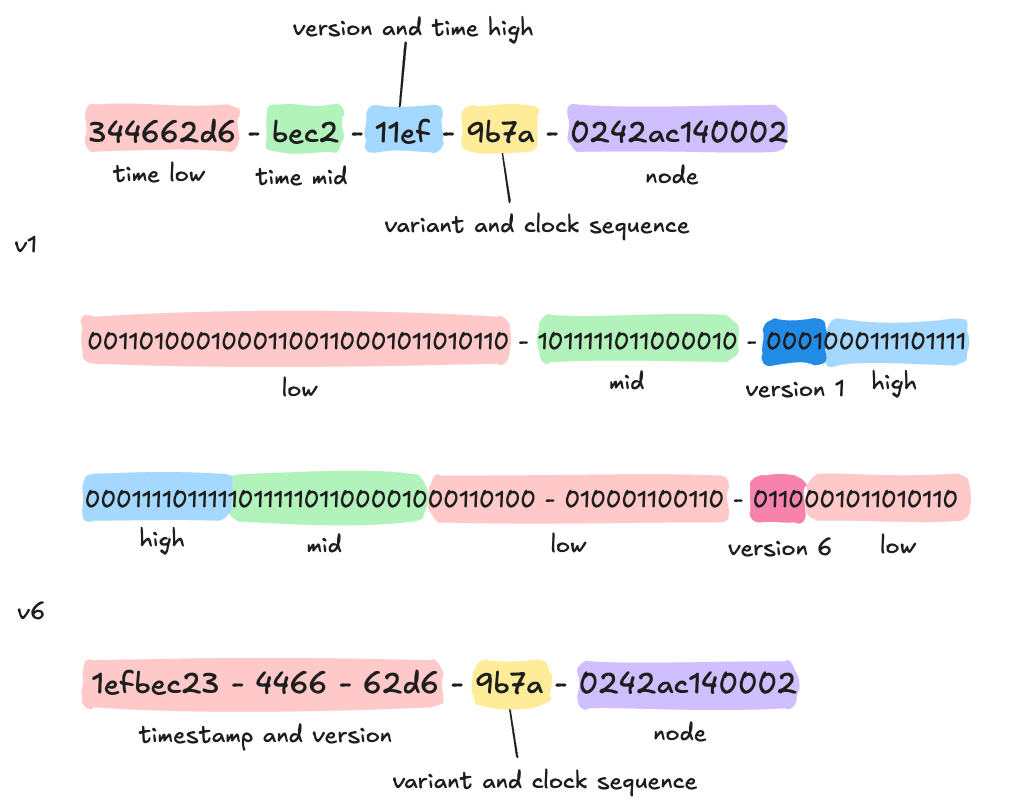 version and time high
344662d6 - bec2 - 11ef - 9b7a - 0242ac140002
time low time mid node
variant and clock sequence
v1
00110100010001100110001011010110 - 1011111011000010 - 0001000111101111
low mid version 1 high
000111101111101111101100001000110100 - 010001100110 - 0110001011010110
high mid low version 6 low
v6
1efbec23 - 4466 - 62d6 - 9b7a - 0242ac140002
timestamp and version node
variant and clock sequence